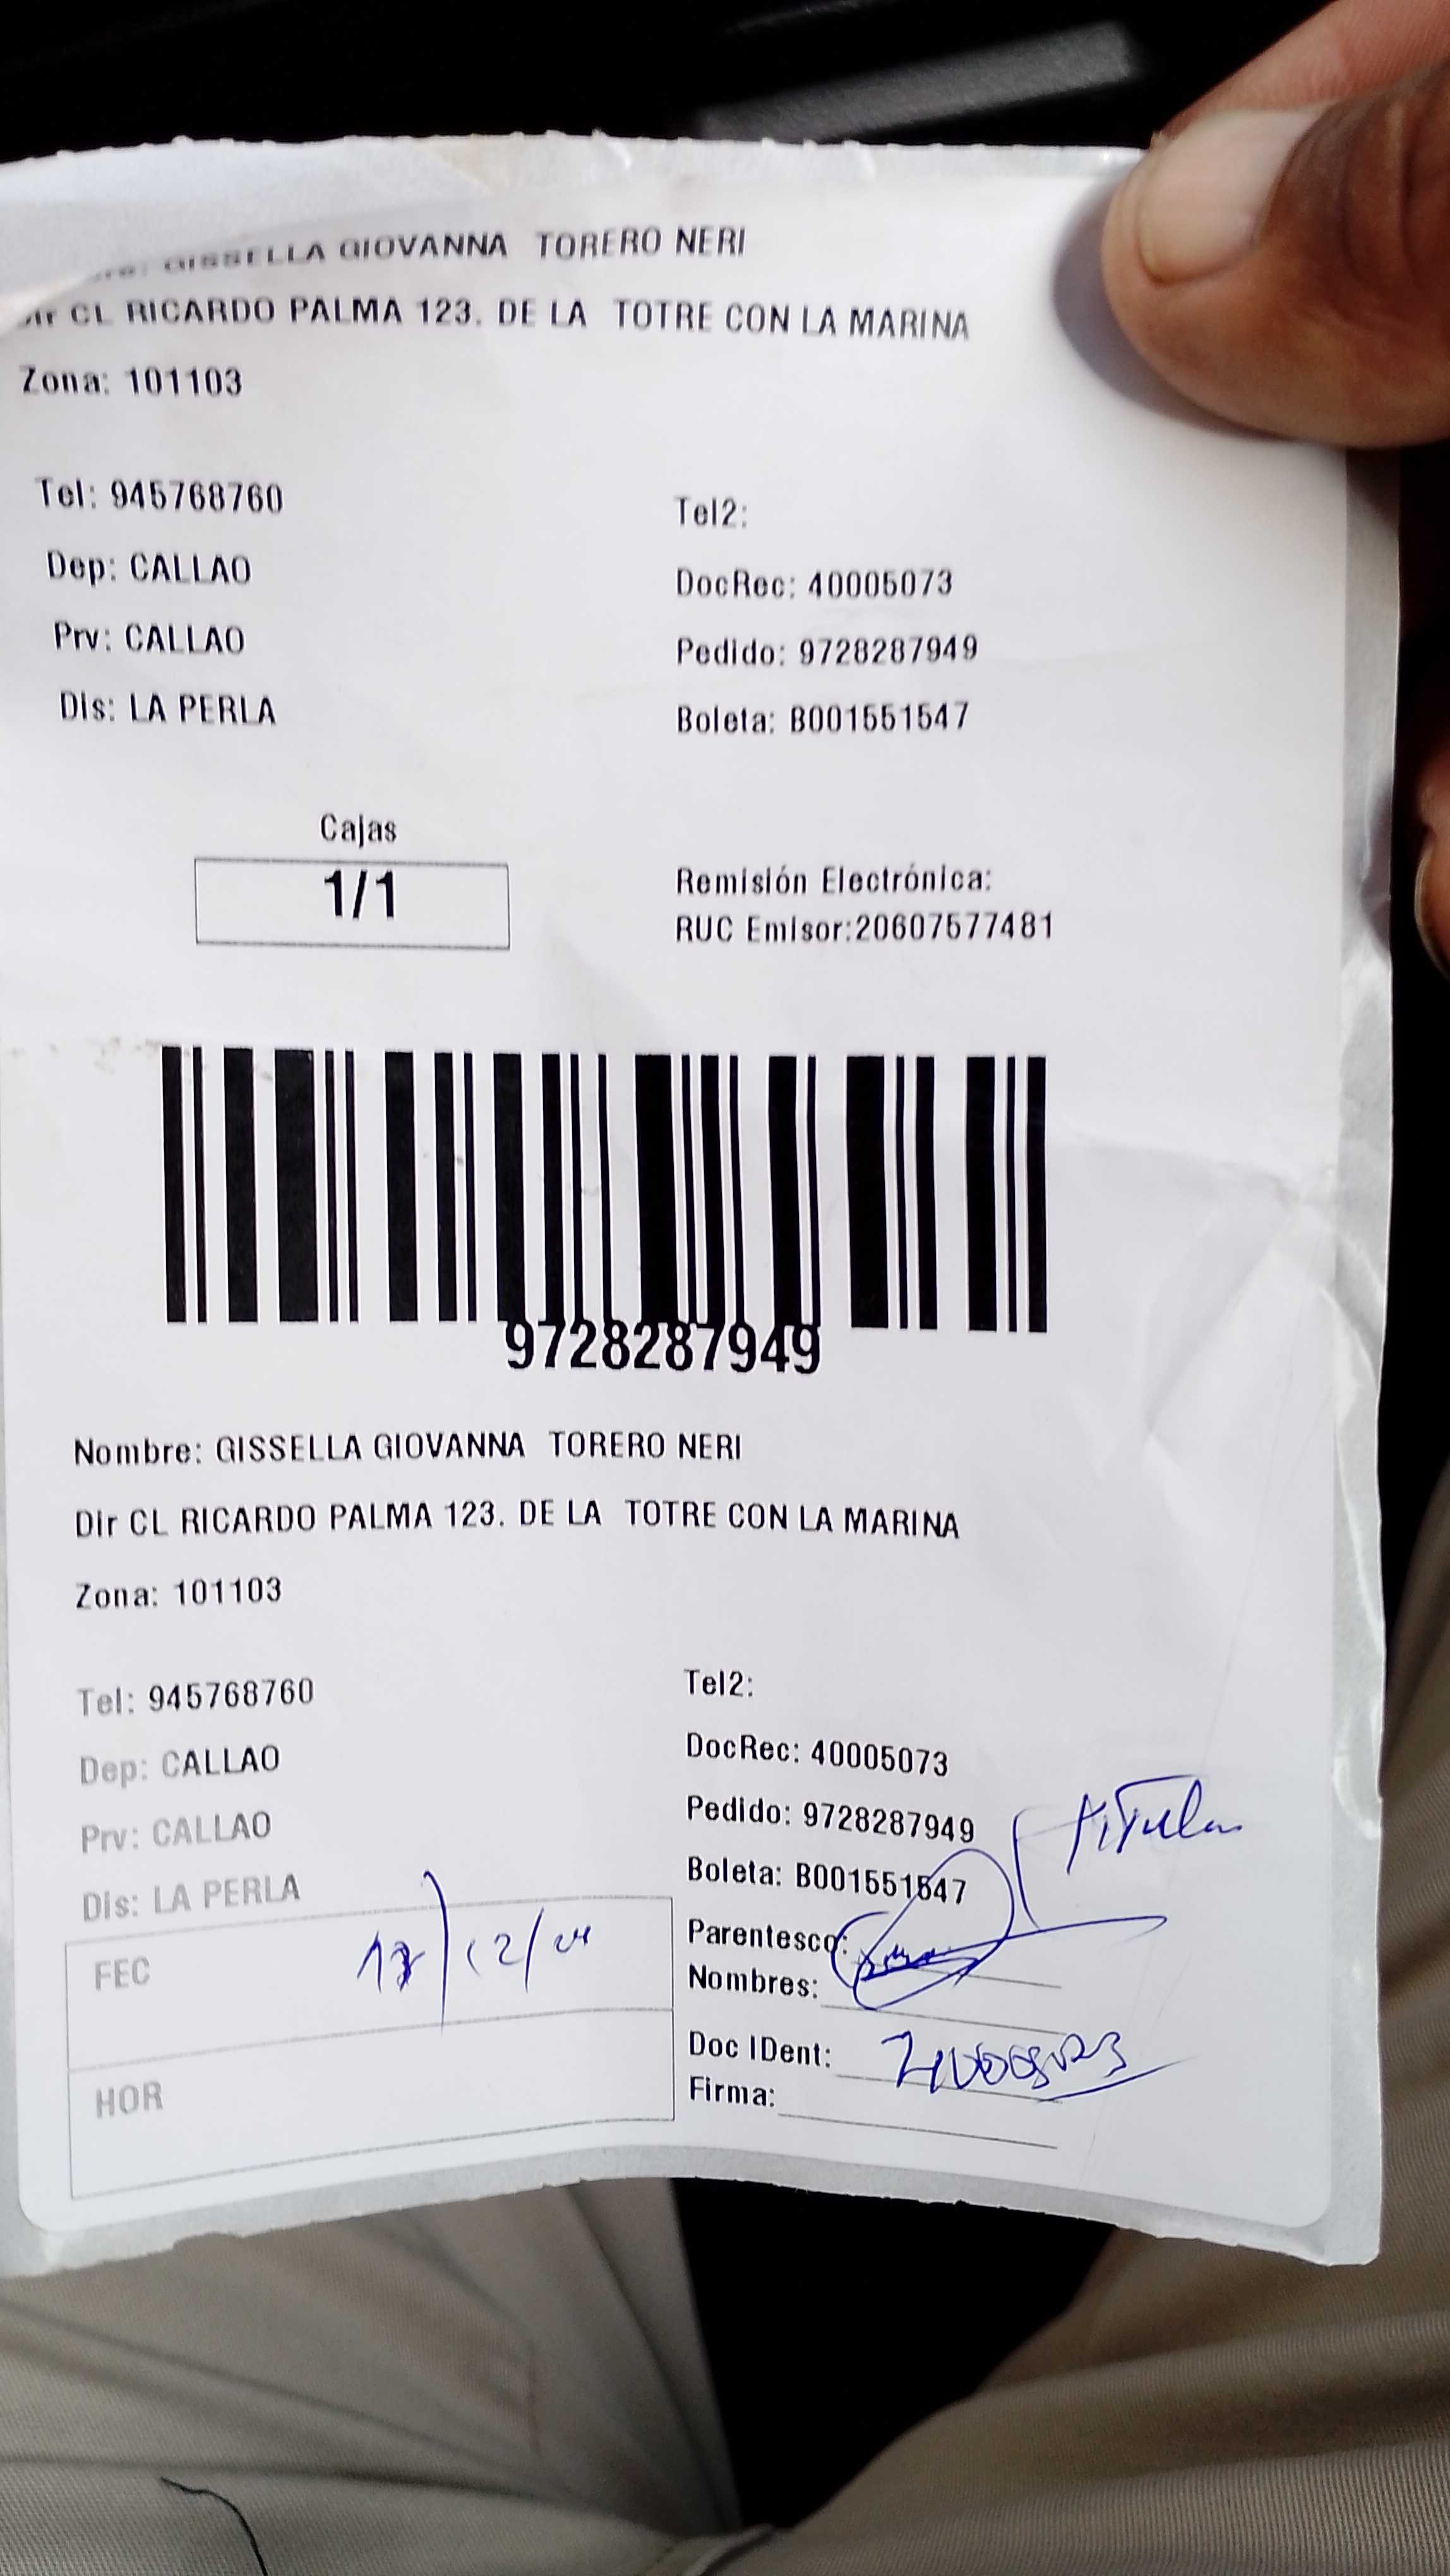 GISSELLA GIOVANNA TORERO NERI
Dir CL RICARDO PALMA 123. DE LA TOTRE CON LA MARINA
Zona: 101103
Tel: 945768760
Tel2:
Dep: CALLAO
DocRec: 40005073
Prv: CALLAO
Pedido: 9728287949
Dis: LA PERLA
Boleta: B001551547
Cajas
1/1
Remisión Electrónica:
RUC Emisor:20607577481
9728287949
Nombre: GISSELLA GIOVANNA TORERO NERI
Dir CL RICARDO PALMA 123. DE LA TOTRE CON LA MARINA
Zona: 101103
Tel: 945768760
Tel2:
Dep: CALLAO
DocRec: 40005073
Prv: CALLAO
Pedido: 9728287949
Titular
Dis: LA PERLA
Boleta: B001551547
FEC
Parentesco:
Nombres:
HOR
Doc IDent:
Firma: